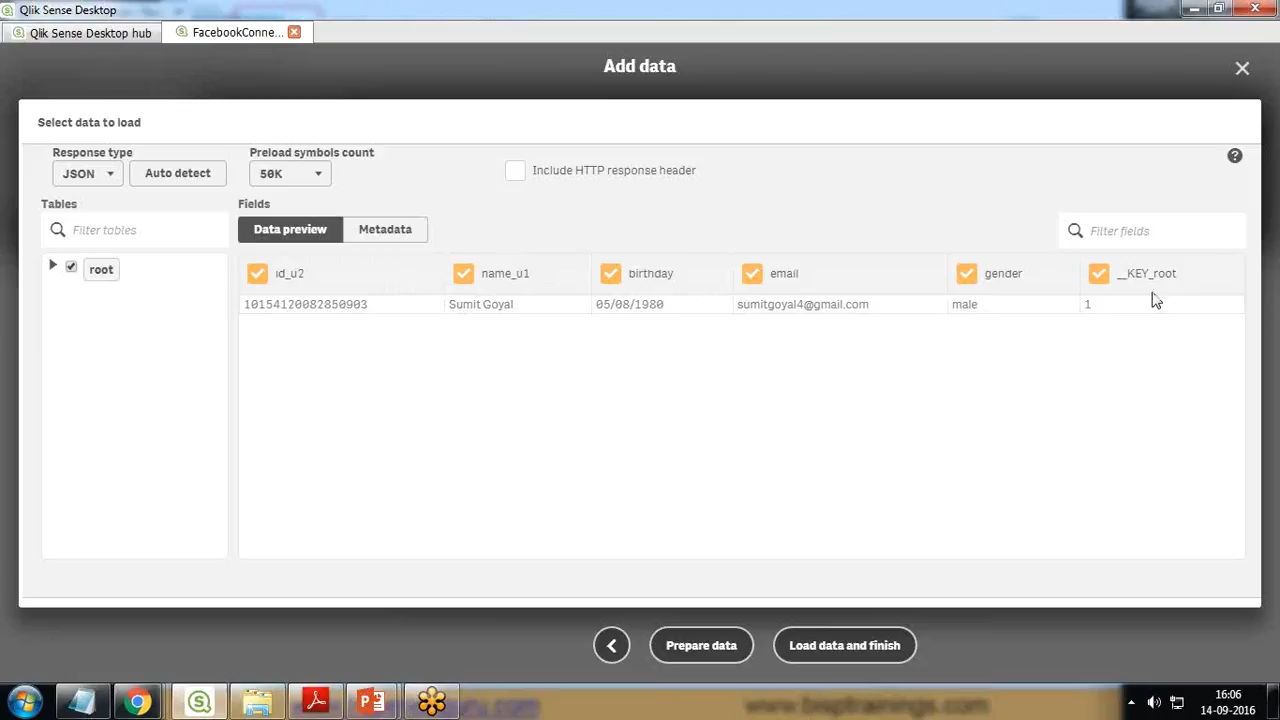 Qlik Sense Desktop
Qlik Sense Desktop hub
FacebookConne...
Add data
Select data to load
Response type
Preload symbols count
JSON
Auto detect
50K
Include HTTP response header
Tables
Fields
Filter tables
Data preview
Metadata
Filter fields
root
id_u2
name_u1
birthday
email
gender
__KEY_root
10154120082850903
Sumit Goyal
05/08/1980
sumitgoyal4@gmail.com
male
1
Prepare data
Load data and finish
www.bisptrainings.com
16:06
14-09-2016